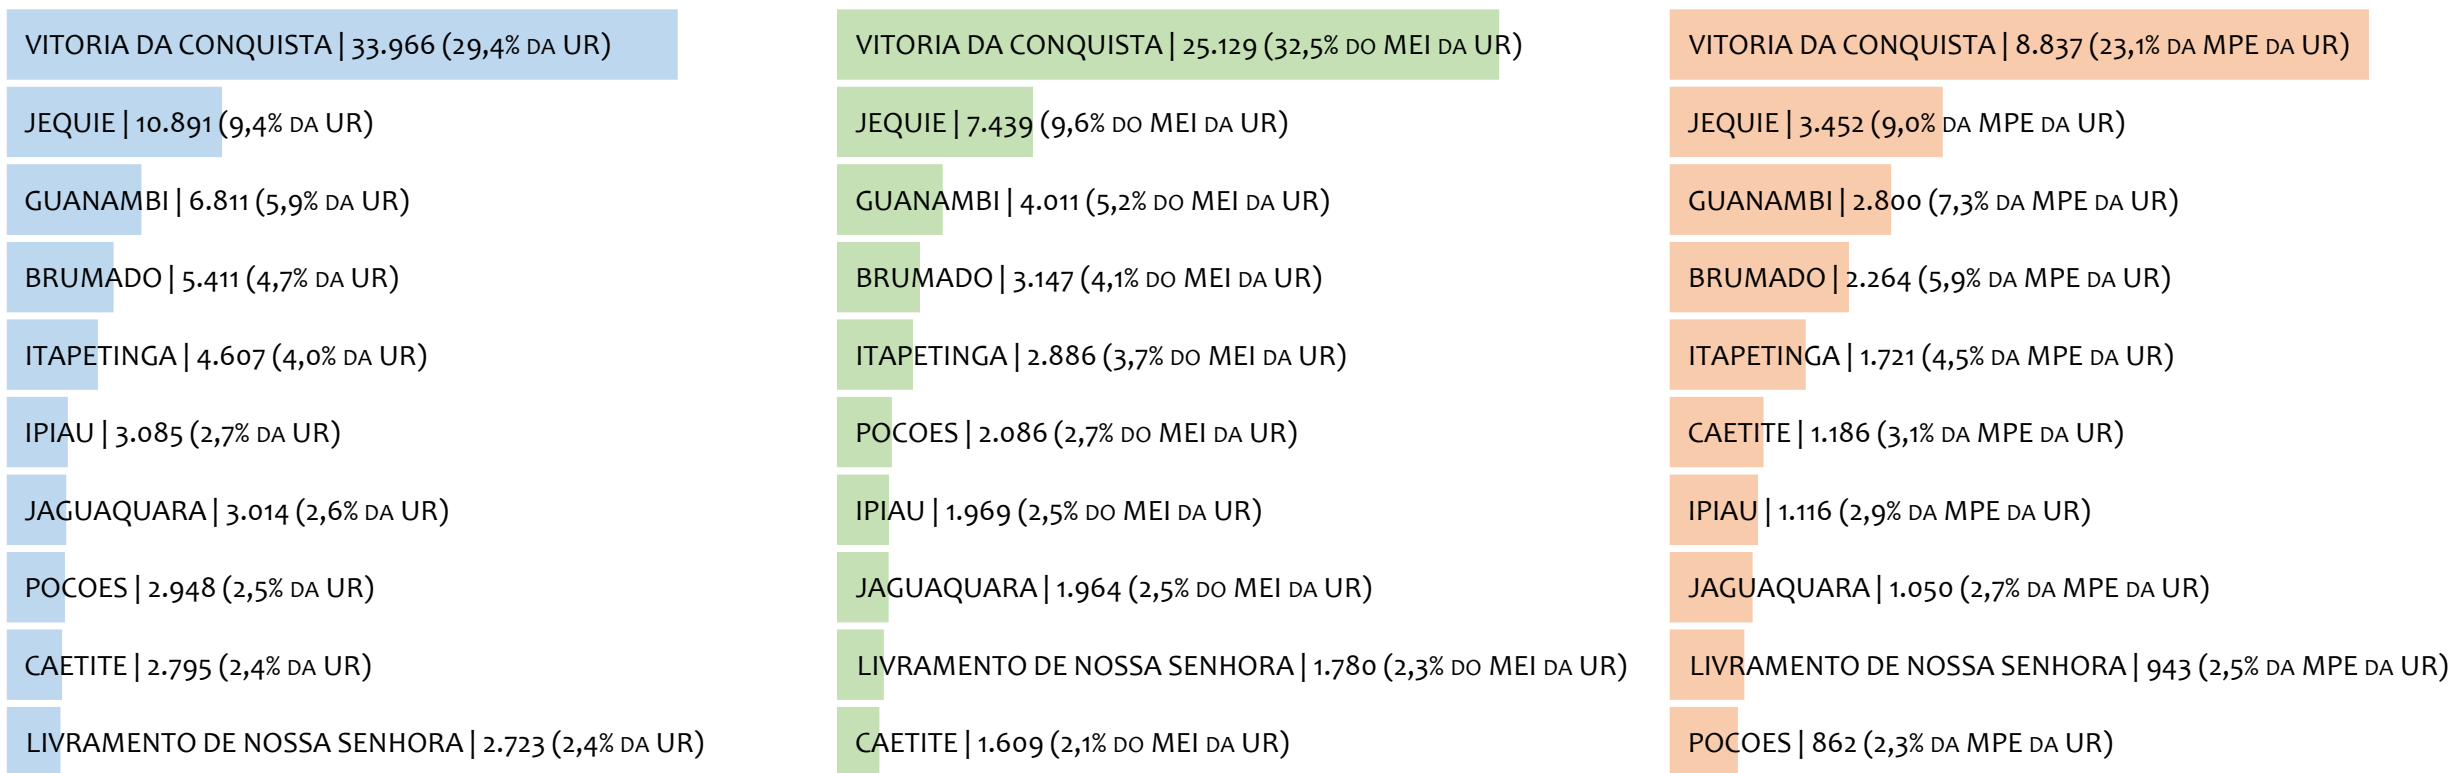 VITORIA DA CONQUISTA | 33.966 (29,4% DA UR)
JEQUIE | 10.891 (9,4% DA UR)
GUANAMBI | 6.811 (5,9% DA UR)
BRUMADO | 5.411 (4,7% DA UR)
ITAPETINGA | 4.607 (4,0% DA UR)
IPIAU | 3.085 (2,7% DA UR)
JAGUAQUARA | 3.014 (2,6% DA UR)
POCOES | 2.948 (2,5% DA UR)
CAETITE | 2.795 (2,4% DA UR)
LIVRAMENTO DE NOSSA SENHORA | 2.723 (2,4% DA UR)
VITORIA DA CONQUISTA | 25.129 (32,5% DO MEI DA UR)
JEQUIE | 7.439 (9,6% DO MEI DA UR)
GUANAMBI | 4.011 (5,2% DO MEI DA UR)
BRUMADO | 3.147 (4,1% DO MEI DA UR)
ITAPETINGA | 2.886 (3,7% DO MEI DA UR)
POCOES | 2.086 (2,7% DO MEI DA UR)
IPIAU | 1.969 (2,5% DO MEI DA UR)
JAGUAQUARA | 1.964 (2,5% DO MEI DA UR)
LIVRAMENTO DE NOSSA SENHORA | 1.780 (2,3% DO MEI DA UR)
CAETITE | 1.609 (2,1% DO MEI DA UR)
VITORIA DA CONQUISTA | 8.837 (23,1% DA MPE DA UR)
JEQUIE | 3.452 (9,0% DA MPE DA UR)
GUANAMBI | 2.800 (7,3% DA MPE DA UR)
BRUMADO | 2.264 (5,9% DA MPE DA UR)
ITAPETINGA | 1.721 (4,5% DA MPE DA UR)
CAETITE | 1.186 (3,1% DA MPE DA UR)
IPIAU | 1.116 (2,9% DA MPE DA UR)
JAGUAQUARA | 1.050 (2,7% DA MPE DA UR)
LIVRAMENTO DE NOSSA SENHORA | 943 (2,5% DA MPE DA UR)
POCOES | 862 (2,3% DA MPE DA UR)